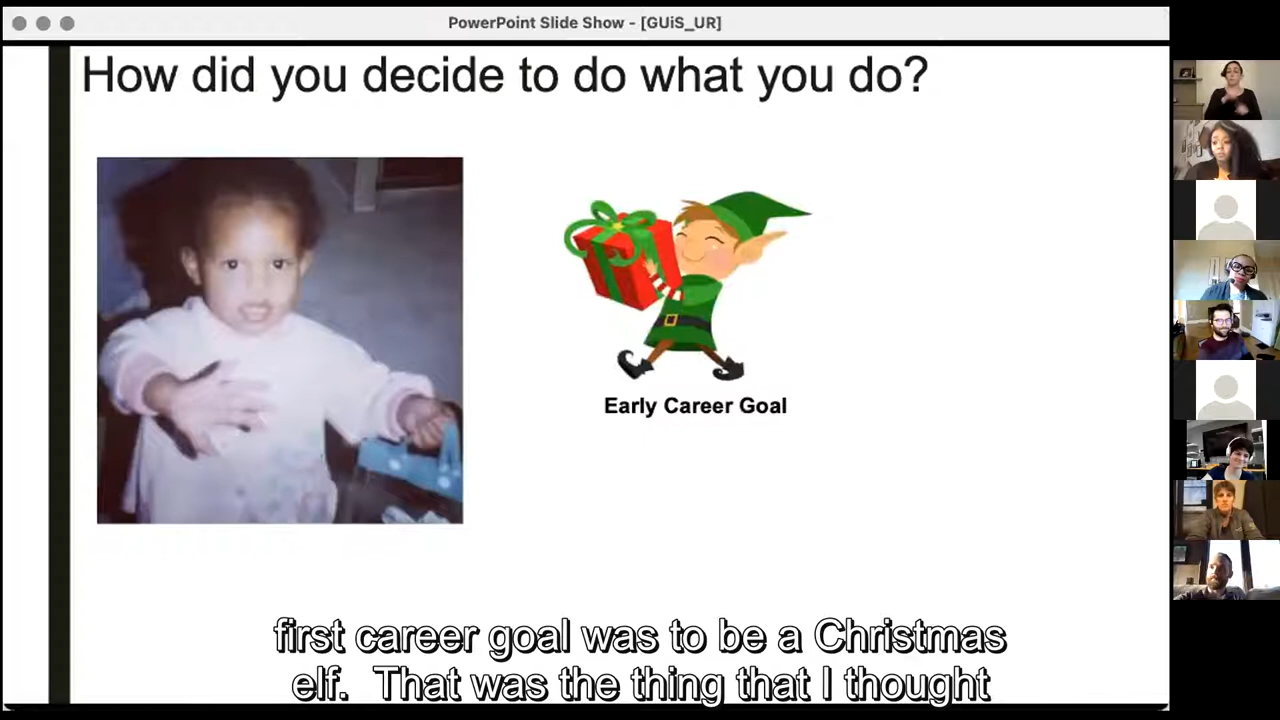 PowerPoint Slide Show - [GUiS_UR]
How did you decide to do what you do?
Early Career Goal
first career goal was to be a Christmas
elf.  That was the thing that I thought